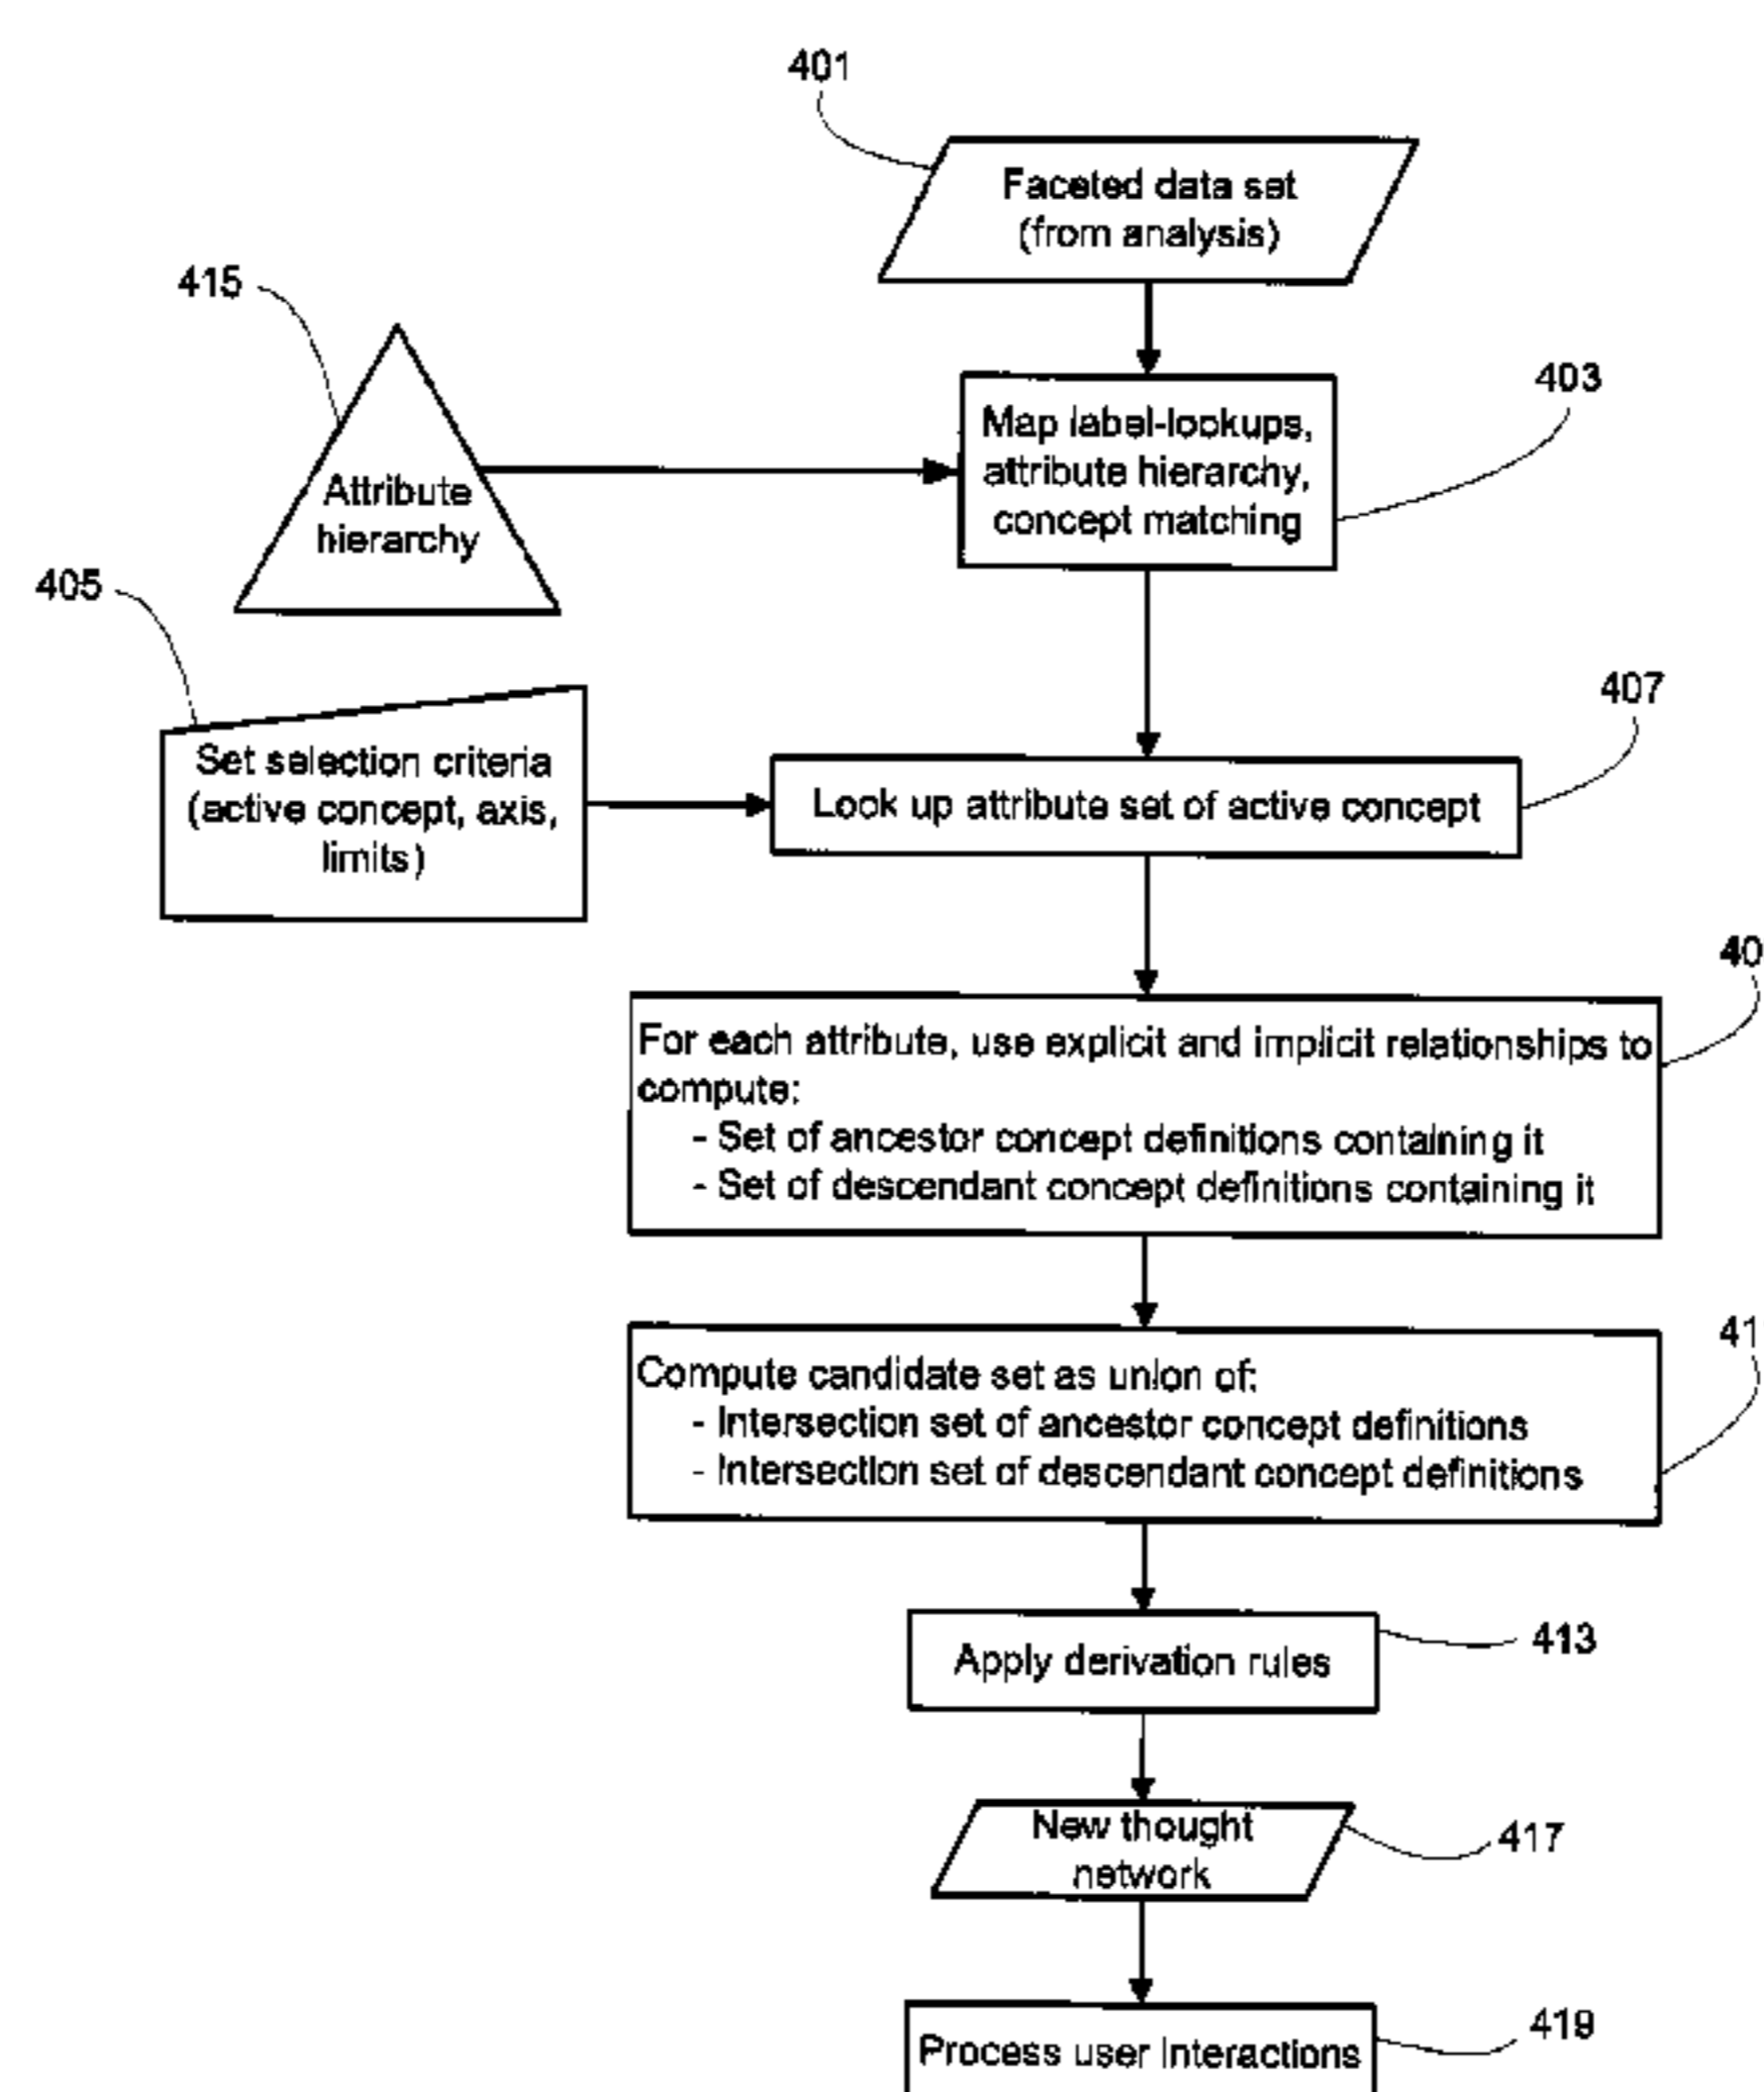 401
Faceted data set
(from analysis)
415
403
Map label-lookups,
attribute hierarchy,
concept matching
Attribute
hierarchy
405
407
Set selection criteria
(active concept, axis,
limits)
Look up attribute set of active concept
40
For each attribute, use explicit and implicit relationships to
compute:
- Set of ancestor concept definitions containing it
- Set of descendant concept definitions containing it
41
Compute candidate set as union of:
- Intersection set of ancestor concept definitions
- Intersection set of descendant concept definitions
413
Apply derivation rules
New thought
network
417
419
Process user Interactions